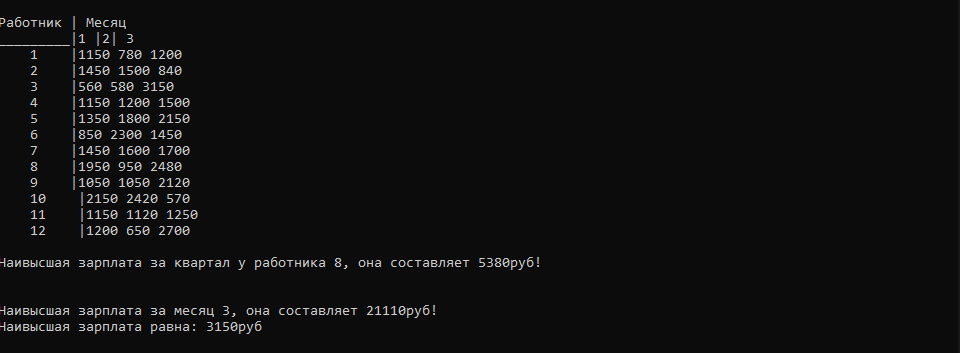 Работник | Месяц
_________|1 |2| 3
1 |1150 780 1200
2 |1450 1500 840
3 |560 580 3150
4 |1150 1200 1500
5 |1350 1800 2150
6 |850 2300 1450
7 |1450 1600 1700
8 |1950 950 2480
9 |1050 1050 2120
10 |2150 2420 570
11 |1150 1120 1250
12 |1200 650 2700
Наивысшая зарплата за квартал у работника 8, она составляет 5380руб!
Наивысшая зарплата за месяц 3, она составляет 21110руб!
Наивысшая зарплата равна: 3150руб